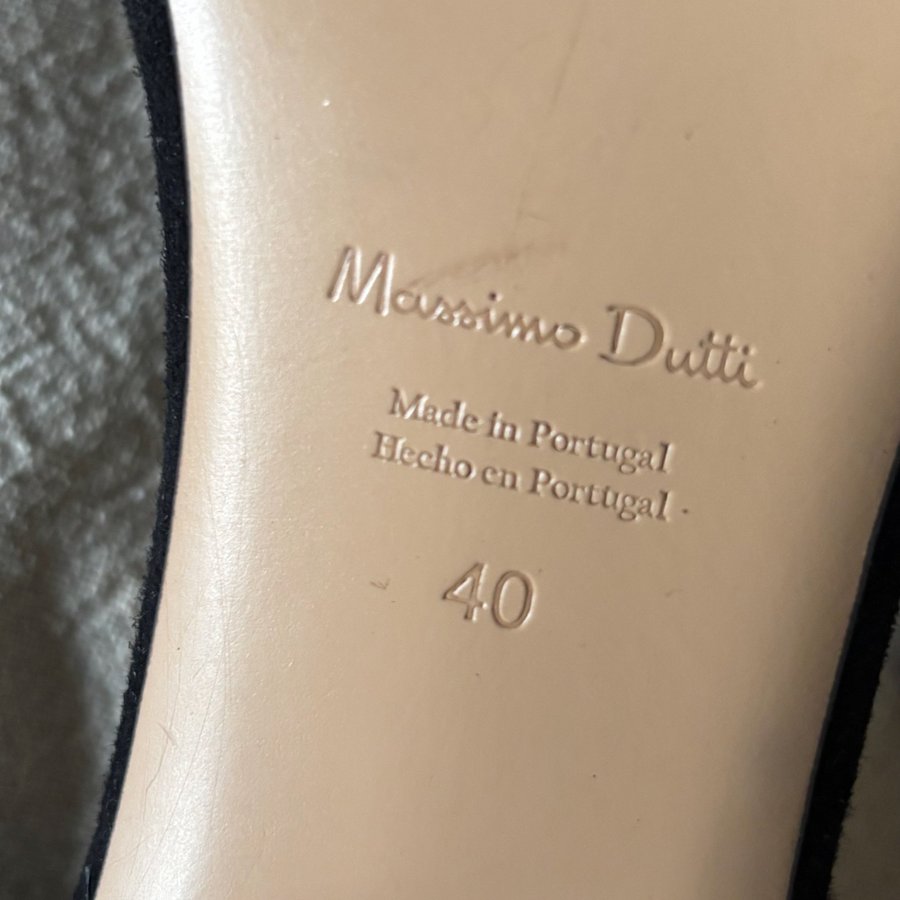 Massimo Dutti
Made in Portugal
Hecho en Portugal
40